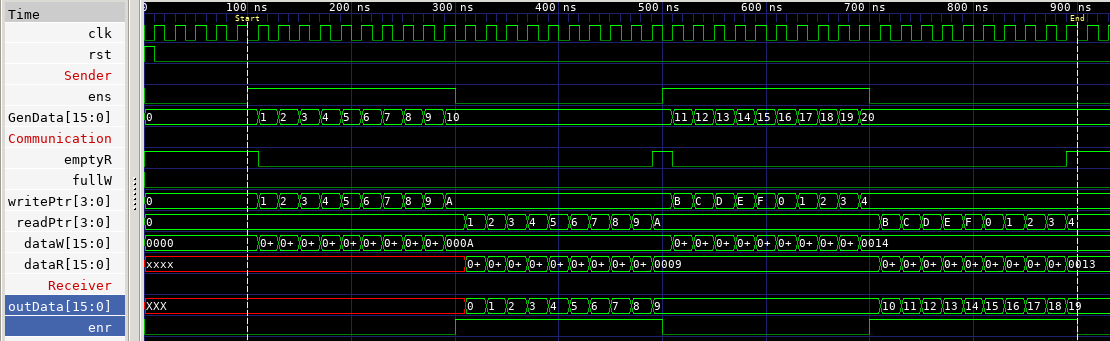 Time 0 100 ns 200 ns 300 ns 400 ns 500 ns 600 ns 700 ns 800 ns 900 ns
Start End
clk
rst
Sender
ens
GenData[15:0] 0 1 2 3 4 5 6 7 8 9 10 11 12 13 14 15 16 17 18 19 20
Communication
emptyR
fullW
writePtr[3:0] 0 1 2 3 4 5 6 7 8 9 A B C D E F 0 1 2 3 4
readPtr[3:0] 0 1 2 3 4 5 6 7 8 9 A B C D E F 0 1 2 3 4
dataW[15:0] 0000 0+ 0+ 0+ 0+ 0+ 0+ 0+ 0+ 0+ 000A 0+ 0+ 0+ 0+ 0+ 0+ 0+ 0+ 0+ 0014
dataR[15:0] xxxx 0+ 0+ 0+ 0+ 0+ 0+ 0+ 0+ 0+ 0009 0+ 0+ 0+ 0+ 0+ 0+ 0+ 0+ 0+ 0013
Receiver
outData[15:0] XXX 0 1 2 3 4 5 6 7 8 9 10 11 12 13 14 15 16 17 18 19
enr